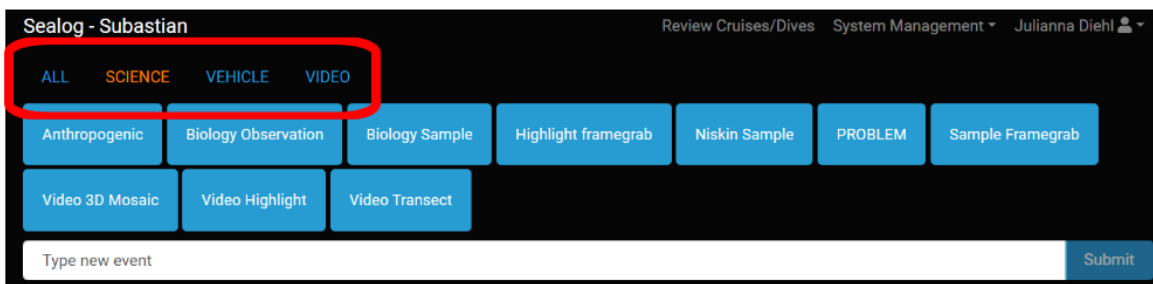 Sealog - Subastian Review Cruises/Dives System Management Julianna Diehl
ALL SCIENCE VEHICLE VIDEO
Anthropogenic Biology Observation Biology Sample Highlight framegrab Niskin Sample PROBLEM Sample Framegrab
Video 3D Mosaic Video Highlight Video Transect
Type new event Submit